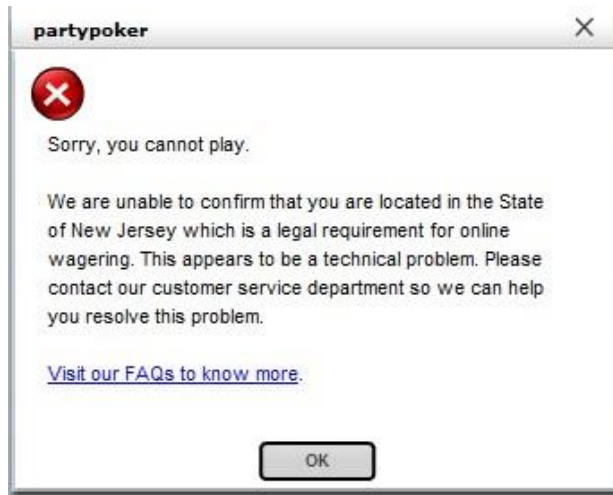 partypoker
Sorry, you cannot play.
We are unable to confirm that you are located in the State
of New Jersey which is a legal requirement for online
wagering. This appears to be a technical problem. Please
contact our customer service department so we can help
you resolve this problem.
Visit our FAQs to know more.
OK